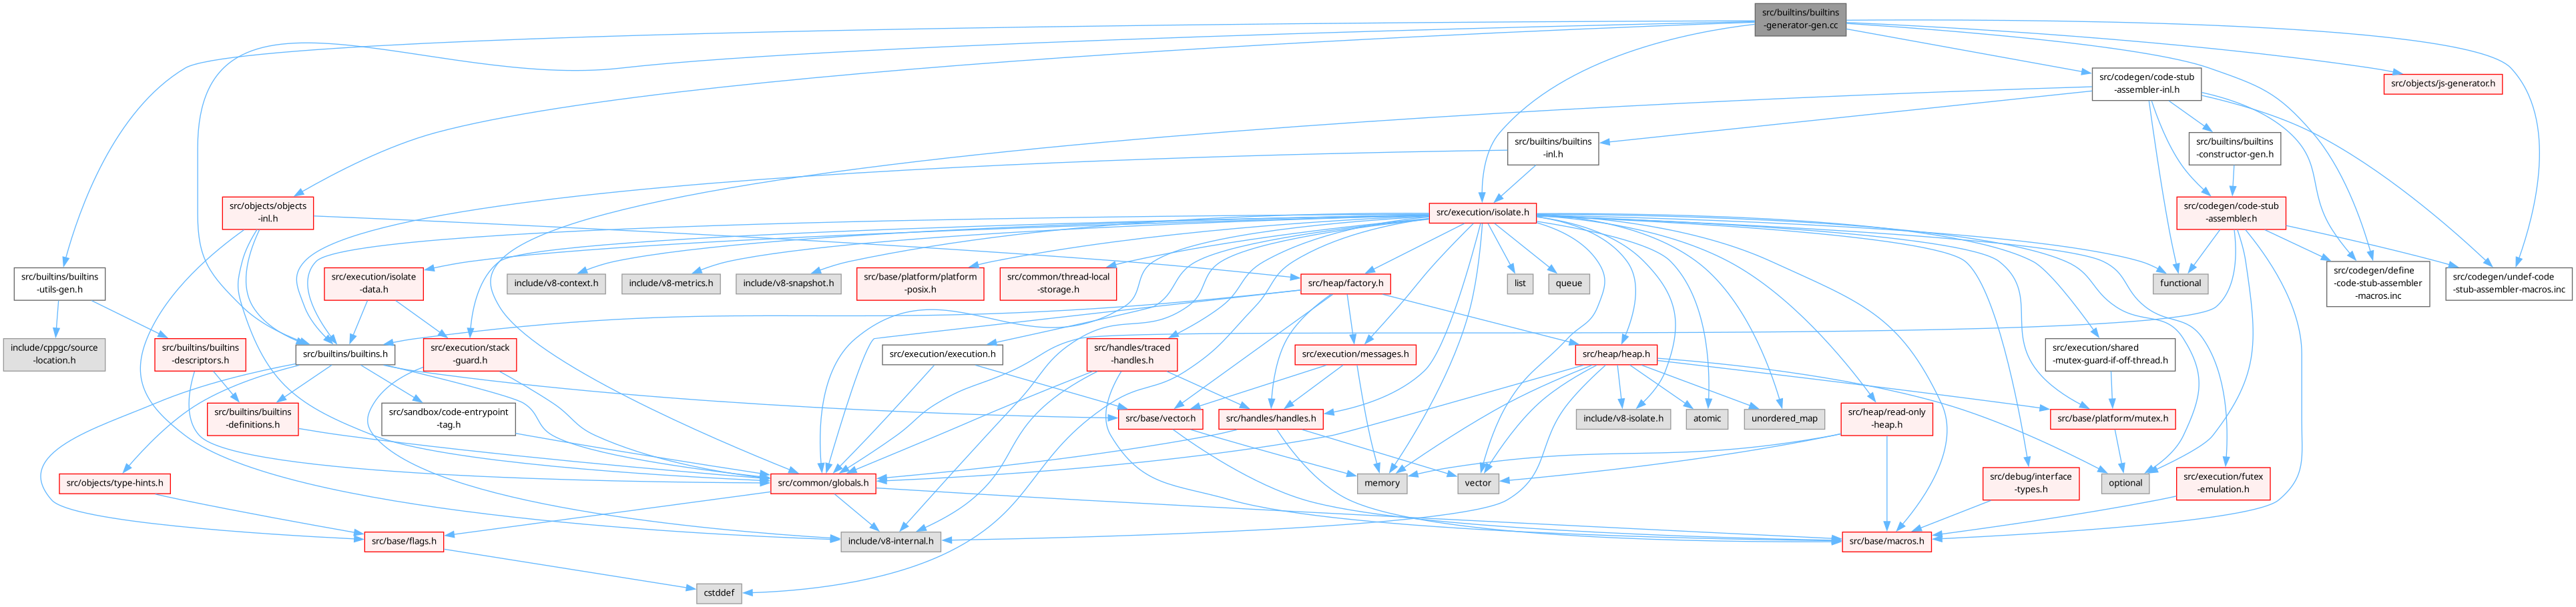 src/builtins/builtins
-generator-gen.cc
src/codegen/code-stub
-assembler-inl.h
src/objects/js-generator.h
src/builtins/builtins
-inl.h
src/builtins/builtins
-constructor-gen.h
src/objects/objects
-inl.h
src/execution/isolate.h
src/codegen/code-stub
-assembler.h
src/builtins/builtins
-utils-gen.h
src/execution/isolate
-data.h
include/v8-context.h
include/v8-metrics.h
include/v8-snapshot.h
src/base/platform/platform
-posix.h
src/common/thread-local
-storage.h
src/heap/factory.h
list
queue
functional
src/codegen/define
-code-stub-assembler
-macros.inc
src/codegen/undef-code
-stub-assembler-macros.inc
include/cppgc/source
-location.h
src/builtins/builtins
-descriptors.h
src/builtins/builtins.h
src/execution/stack
-guard.h
src/execution/execution.h
src/handles/traced
-handles.h
src/execution/messages.h
src/heap/heap.h
src/execution/shared
-mutex-guard-if-off-thread.h
src/builtins/builtins
-definitions.h
src/sandbox/code-entrypoint
-tag.h
src/base/vector.h
src/handles/handles.h
include/v8-isolate.h
atomic
unordered_map
src/heap/read-only
-heap.h
src/base/platform/mutex.h
src/objects/type-hints.h
src/common/globals.h
memory
vector
src/debug/interface
-types.h
optional
src/execution/futex
-emulation.h
src/base/flags.h
include/v8-internal.h
src/base/macros.h
cstddef